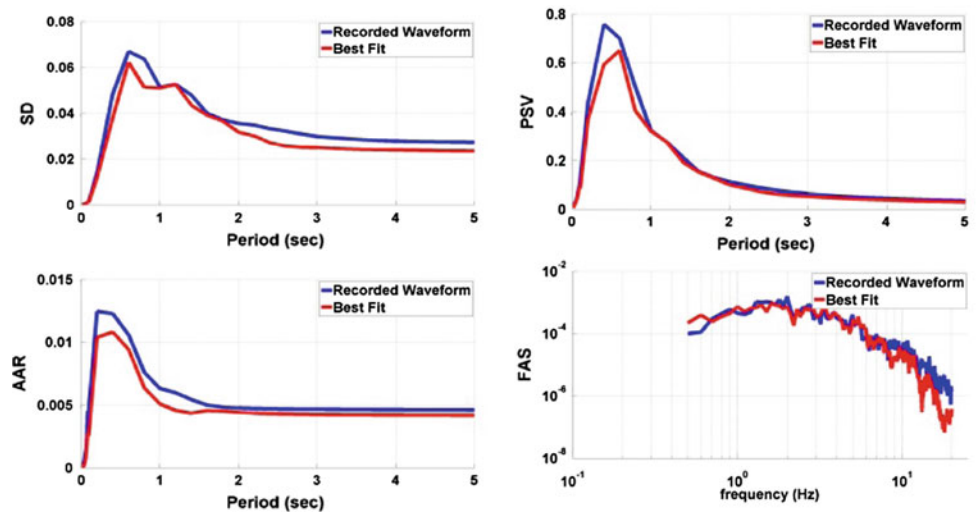 0.08
0.06
0.04
0.02
0
SD
0 1 2 3 4 5
Period (sec)
Recorded Waveform
Best Fit
0.8
0.6
0.4
0.2
0
PSV
0 1 2 3 4 5
Period (sec)
Recorded Waveform
Best Fit
0.015
0.01
0.005
0
AAR
0 1 2 3 4 5
Period (sec)
Recorded Waveform
Best Fit
10⁻²
10⁻⁴
10⁻⁶
10⁻⁸
FAS
10⁻¹ 10⁰ 10¹
frequency (Hz)
Recorded Waveform
Best Fit